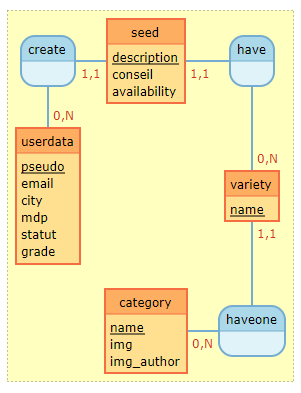 create
seed
have
description
conseil
availability
1,1
1,1
0,N
0,N
userdata
pseudo
email
city
mdp
statut
grade
variety
name
1,1
category
name
img
img_author
haveone
0,N